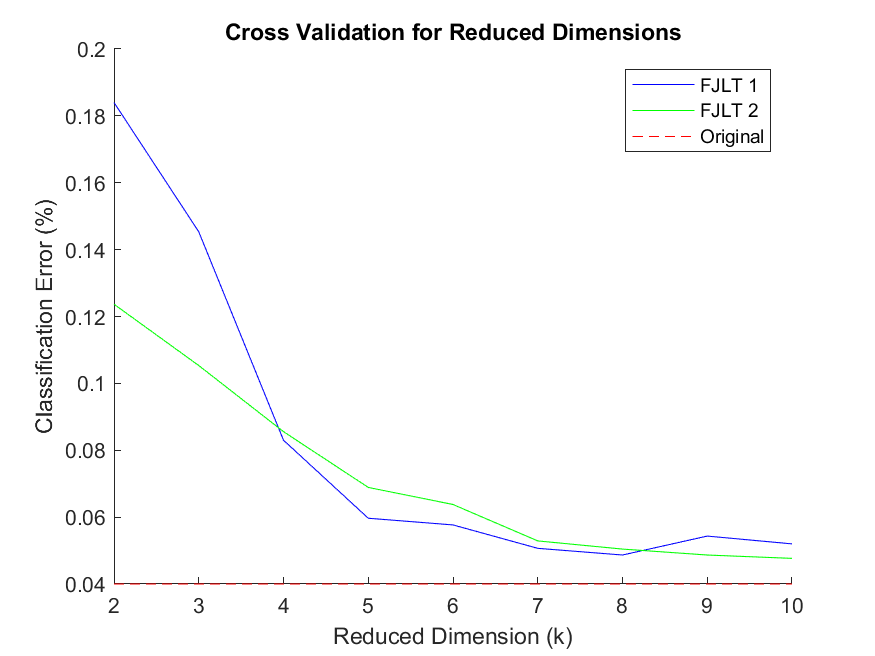 Cross Validation for Reduced Dimensions
FJLT 1
FJLT 2
Original
Classification Error (%)
0.2
0.18
0.16
0.14
0.12
0.1
0.08
0.06
0.04
2 3 4 5 6 7 8 9 10
Reduced Dimension (k)